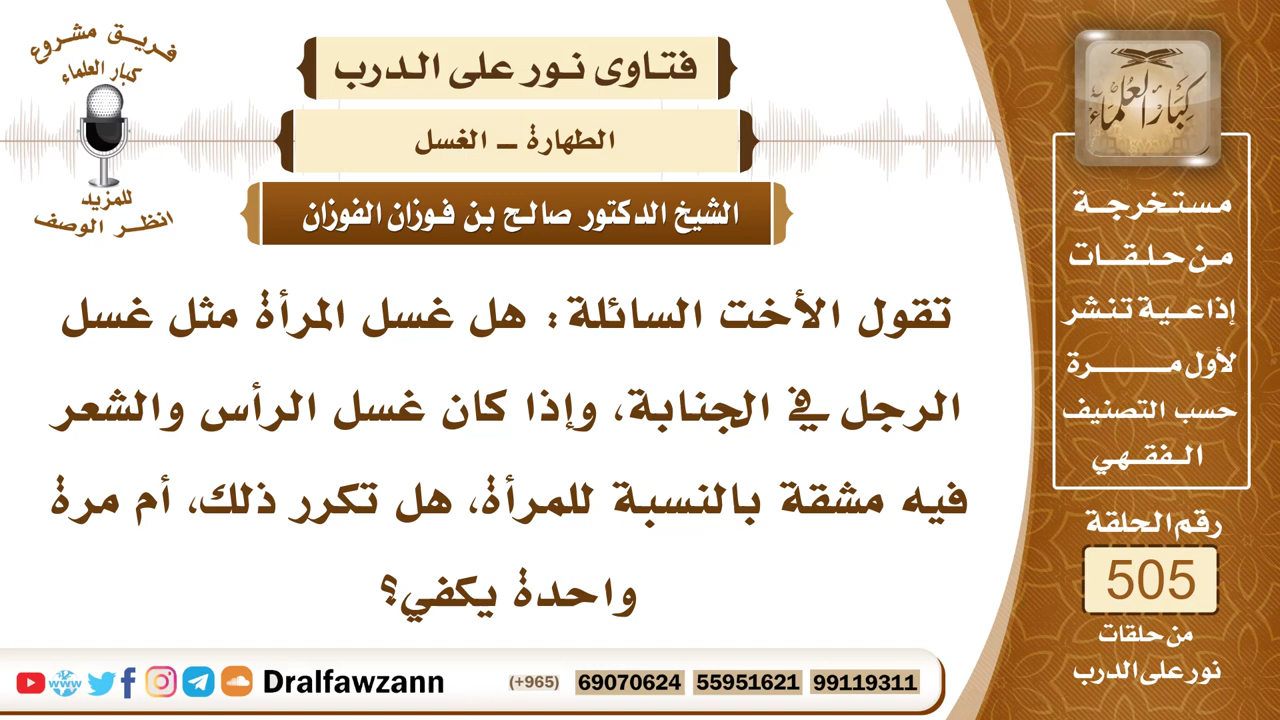 فريق مشروع
كبار العلماء
للمزيد
انظر الوصف
فتاوى نور على الدرب
الطهارة – الغسل
الشيخ الدكتور صالح بن فوزان الفوزان
تقول الأخت السائلة: هل غسل المرأة مثل غسل
الرجل في الجنابة، وإذا كان غسل الرأس والشعر
فيه مشقة بالنسبة للمرأة، هل تكرر ذلك، أم مرة
واحدة يكفي؟
كبار العلماء
مستخرجة
من حلقات
إذاعية تنشر
لأول مرة
حسب التصنيف
الفقهي
رقم الحلقة
505
من حلقات
نور على الدرب
www Dralfawzann (+965) 69070624 55951621 99119311